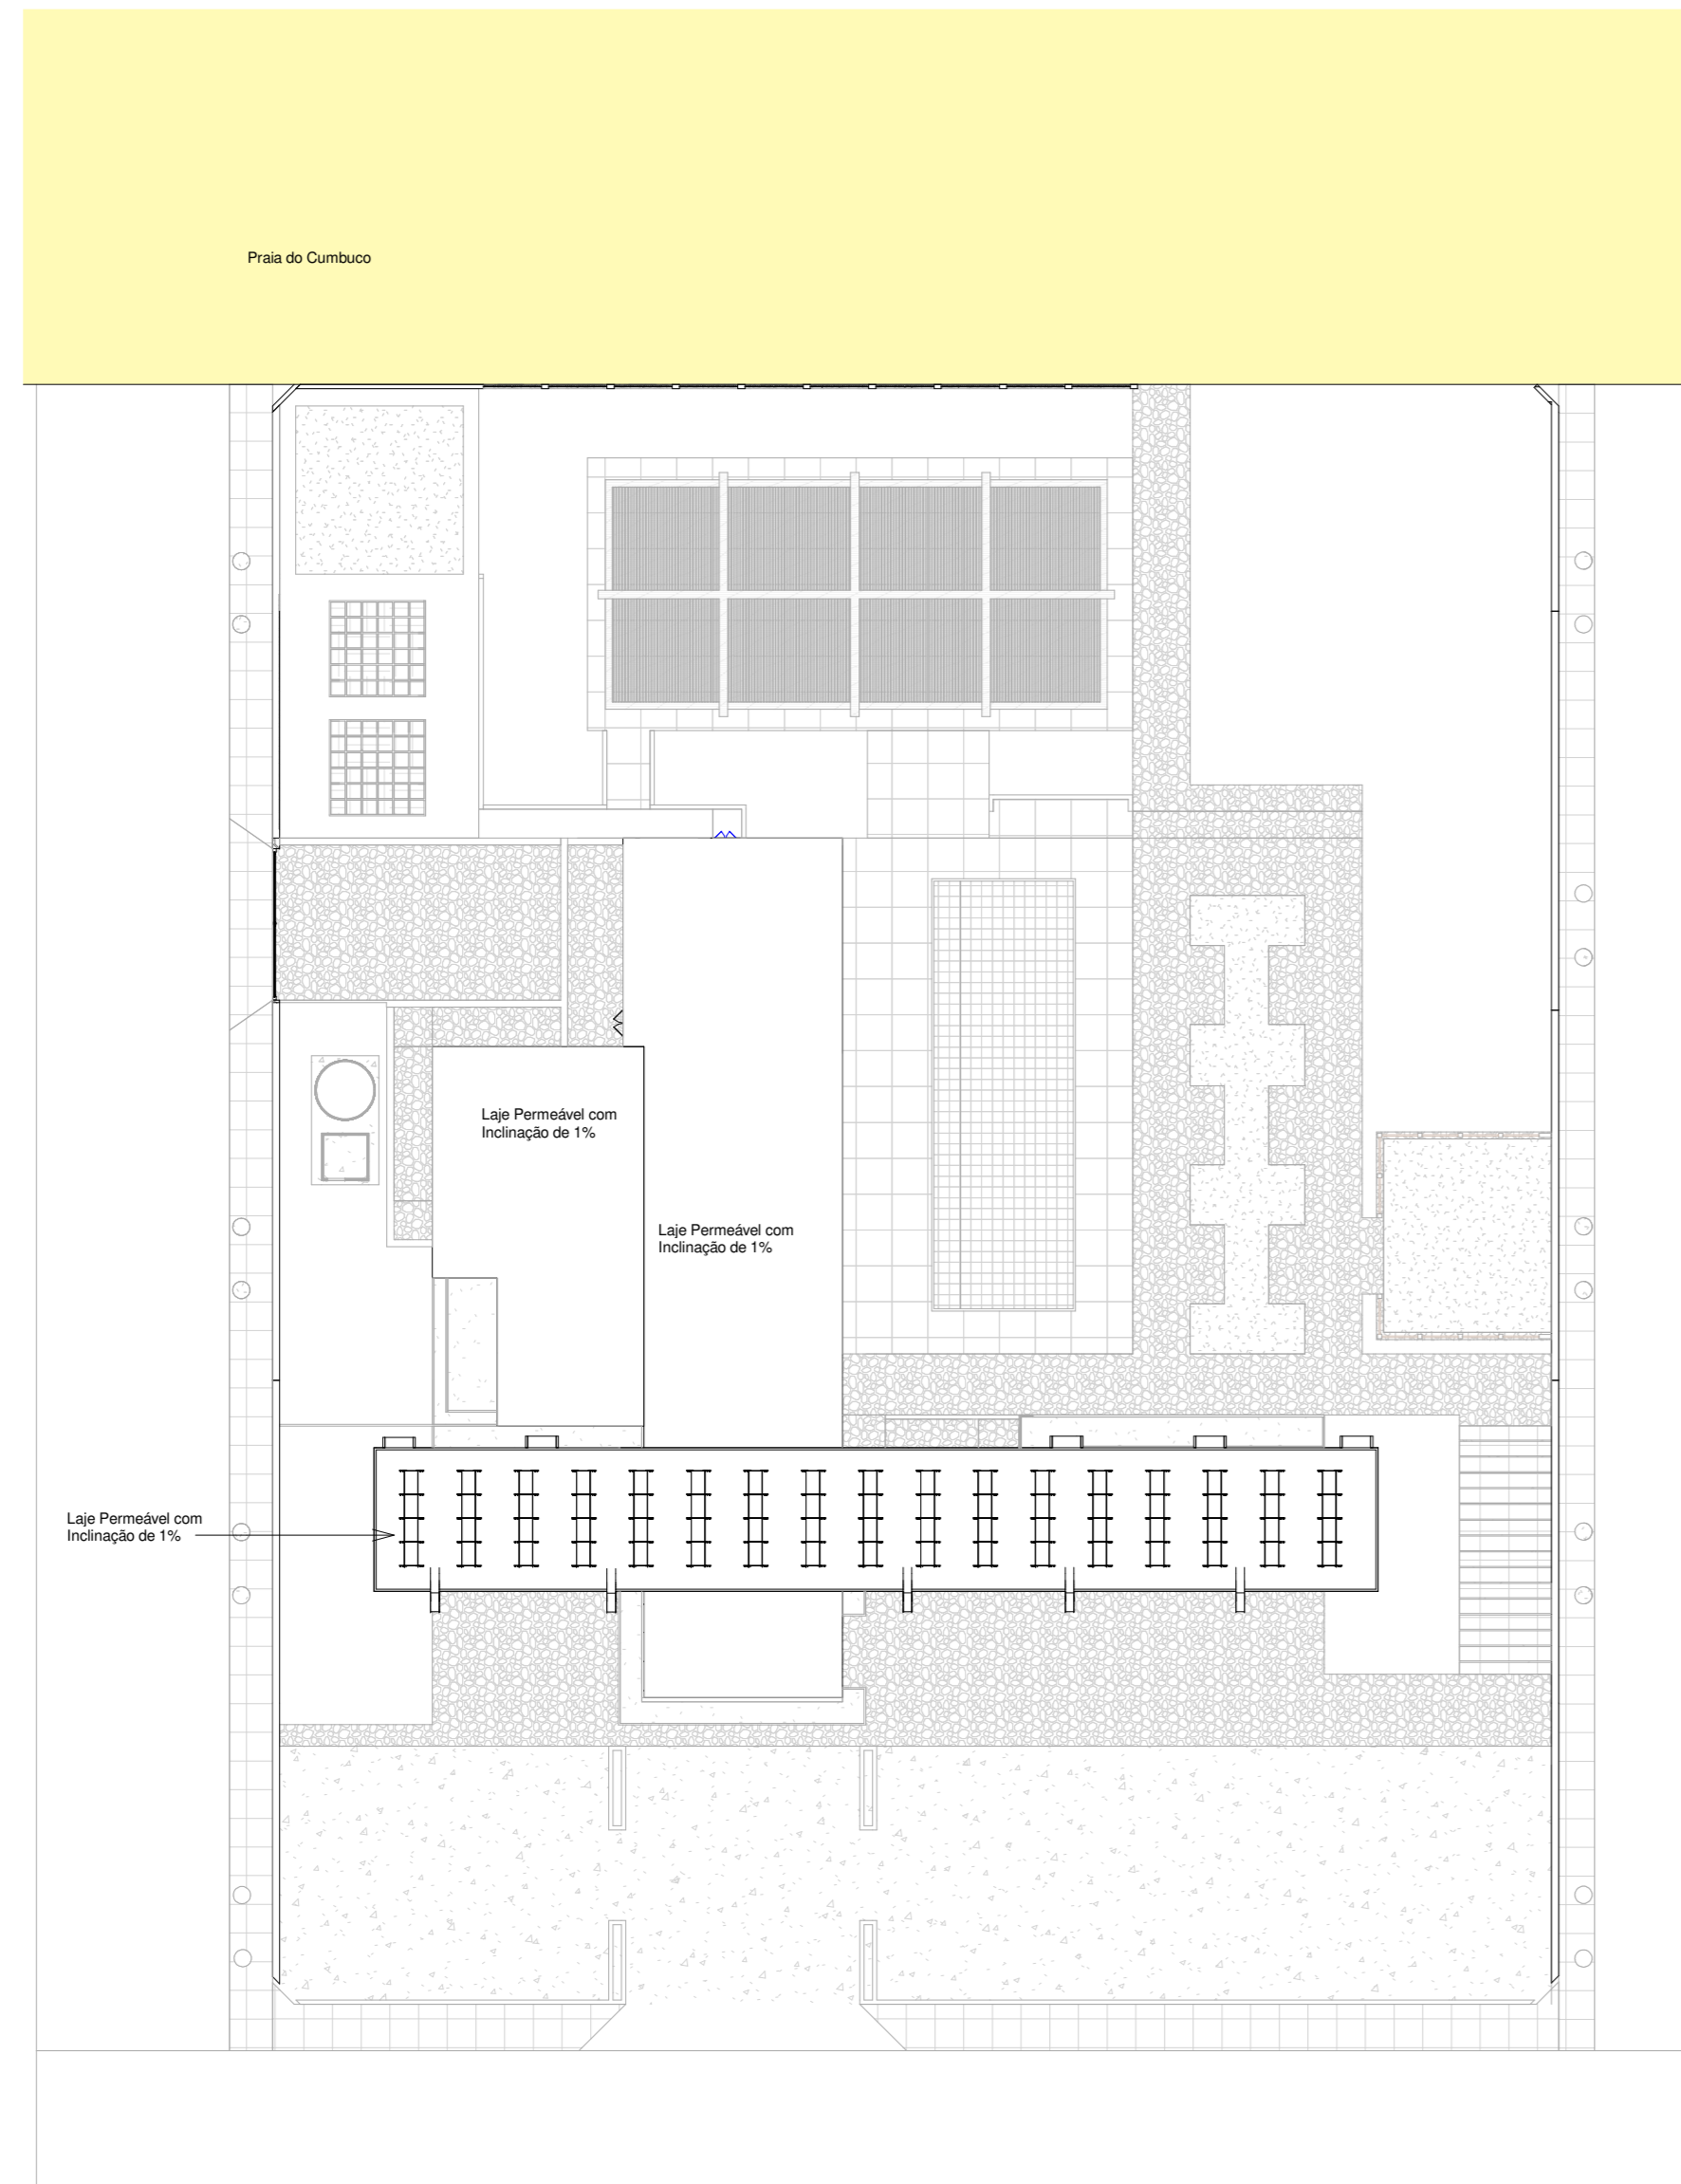 Praia do Cumbuco
Laje Permeável com
Inclinação de 1%
Laje Permeável com
Inclinação de 1%
Laje Permeável com
Inclinação de 1%